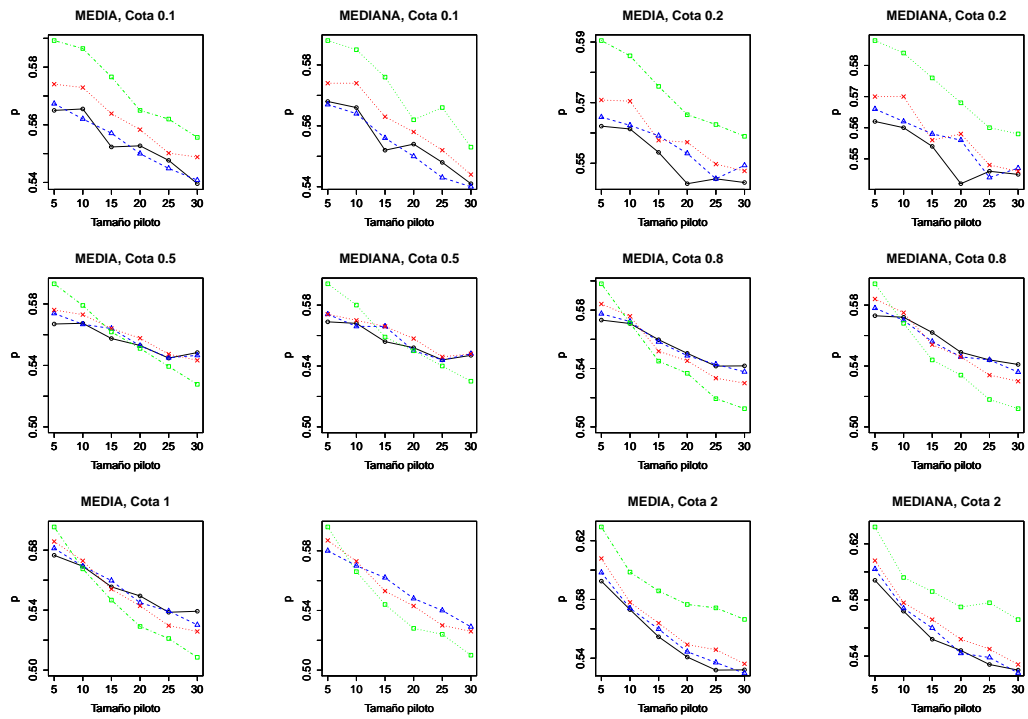 MEDIA, Cota 0.1
MEDIANA, Cota 0.1
MEDIA, Cota 0.2
MEDIANA, Cota 0.2
p
0.54 0.56 0.58
5 10 15 20 25 30
Tamaño piloto
p
0.54 0.56 0.58
5 10 15 20 25 30
Tamaño piloto
p
0.55 0.57 0.59
5 10 15 20 25 30
Tamaño piloto
p
0.55 0.56 0.57 0.58
5 10 15 20 25 30
Tamaño piloto
MEDIA, Cota 0.5
MEDIANA, Cota 0.5
MEDIA, Cota 0.8
MEDIANA, Cota 0.8
p
0.50 0.54 0.58
5 10 15 20 25 30
Tamaño piloto
p
0.50 0.54 0.58
5 10 15 20 25 30
Tamaño piloto
p
0.50 0.54 0.58
5 10 15 20 25 30
Tamaño piloto
p
0.50 0.54 0.58
5 10 15 20 25 30
Tamaño piloto
MEDIA, Cota 1
MEDIA, Cota 2
MEDIANA, Cota 2
p
0.50 0.54 0.58
5 10 15 20 25 30
Tamaño piloto
p
0.50 0.54 0.58
5 10 15 20 25 30
Tamaño piloto
p
0.54 0.58 0.62
5 10 15 20 25 30
Tamaño piloto
p
0.54 0.58 0.62
5 10 15 20 25 30
Tamaño piloto